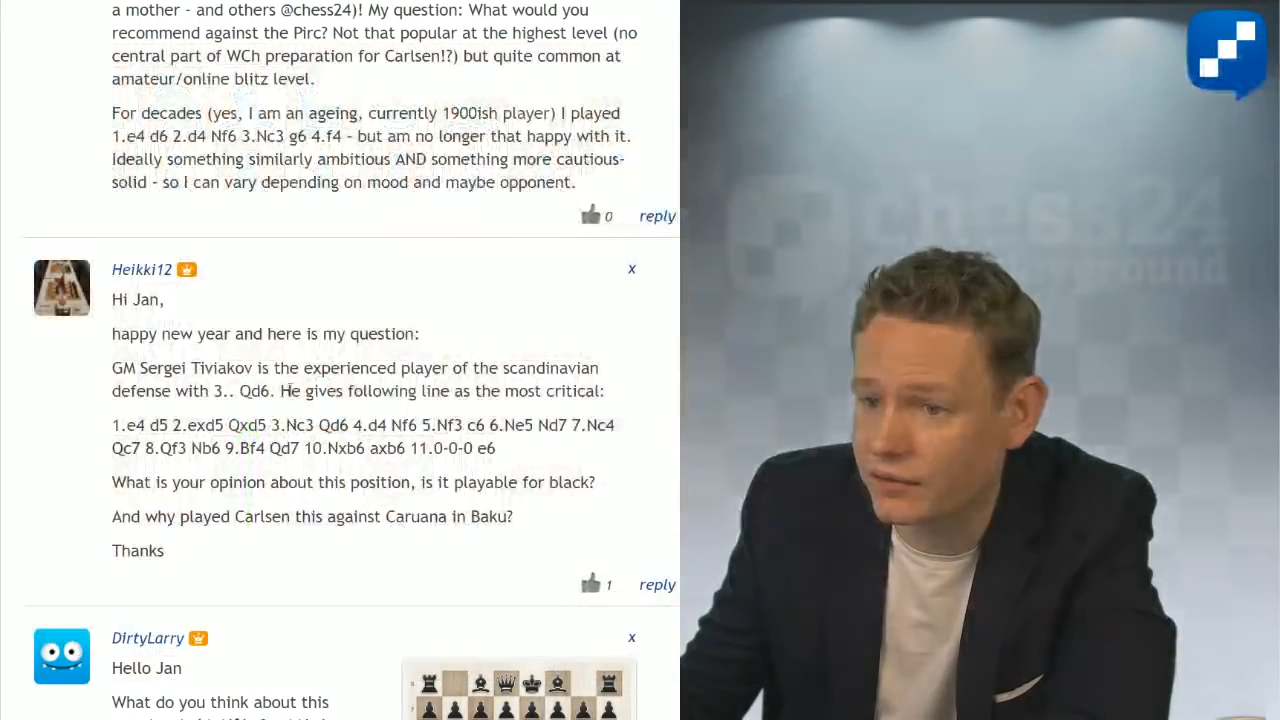 a mother - and others @chess24)! My question: What would you
recommend against the Pirc? Not that popular at the highest level (no
central part of WCh preparation for Carlsen!?) but quite common at
amateur/online blitz level.
For decades (yes, I am an ageing, currently 1900ish player) I played
1.e4 d6 2.d4 Nf6 3.Nc3 g6 4.f4 - but am no longer that happy with it.
Ideally something similarly ambitious AND something more cautious-
solid - so I can vary depending on mood and maybe opponent.
0 reply
Heikki12 x
Hi Jan,
happy new year and here is my question:
GM Sergei Tiviakov is the experienced player of the scandinavian
defense with 3.. Qd6. He gives following line as the most critical:
1.e4 d5 2.exd5 Qxd5 3.Nc3 Qd6 4.d4 Nf6 5.Nf3 c6 6.Ne5 Nd7 7.Nc4
Qc7 8.Qf3 Nb6 9.Bf4 Qd7 10.Nxb6 axb6 11.0-0-0 e6
What is your opinion about this position, is it playable for black?
And why played Carlsen this against Caruana in Baku?
Thanks
1 reply
DirtyLarry x
Hello Jan
What do you think about this
chess24